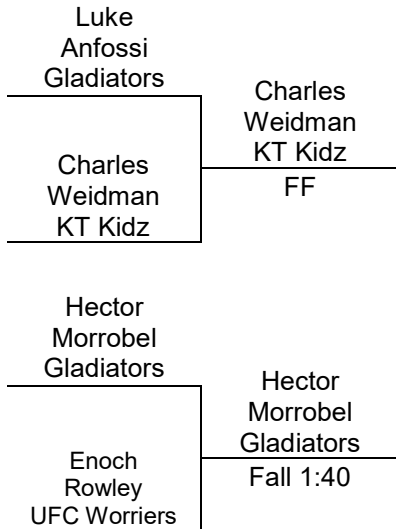 Luke
Anfossi
Gladiators
Charles
Weidman
KT Kidz
Charles
Weidman
KT Kidz
FF
Hector
Morrobel
Gladiators
Hector
Morrobel
Gladiators
Fall 1:40
Enoch
Rowley
UFC Worriers